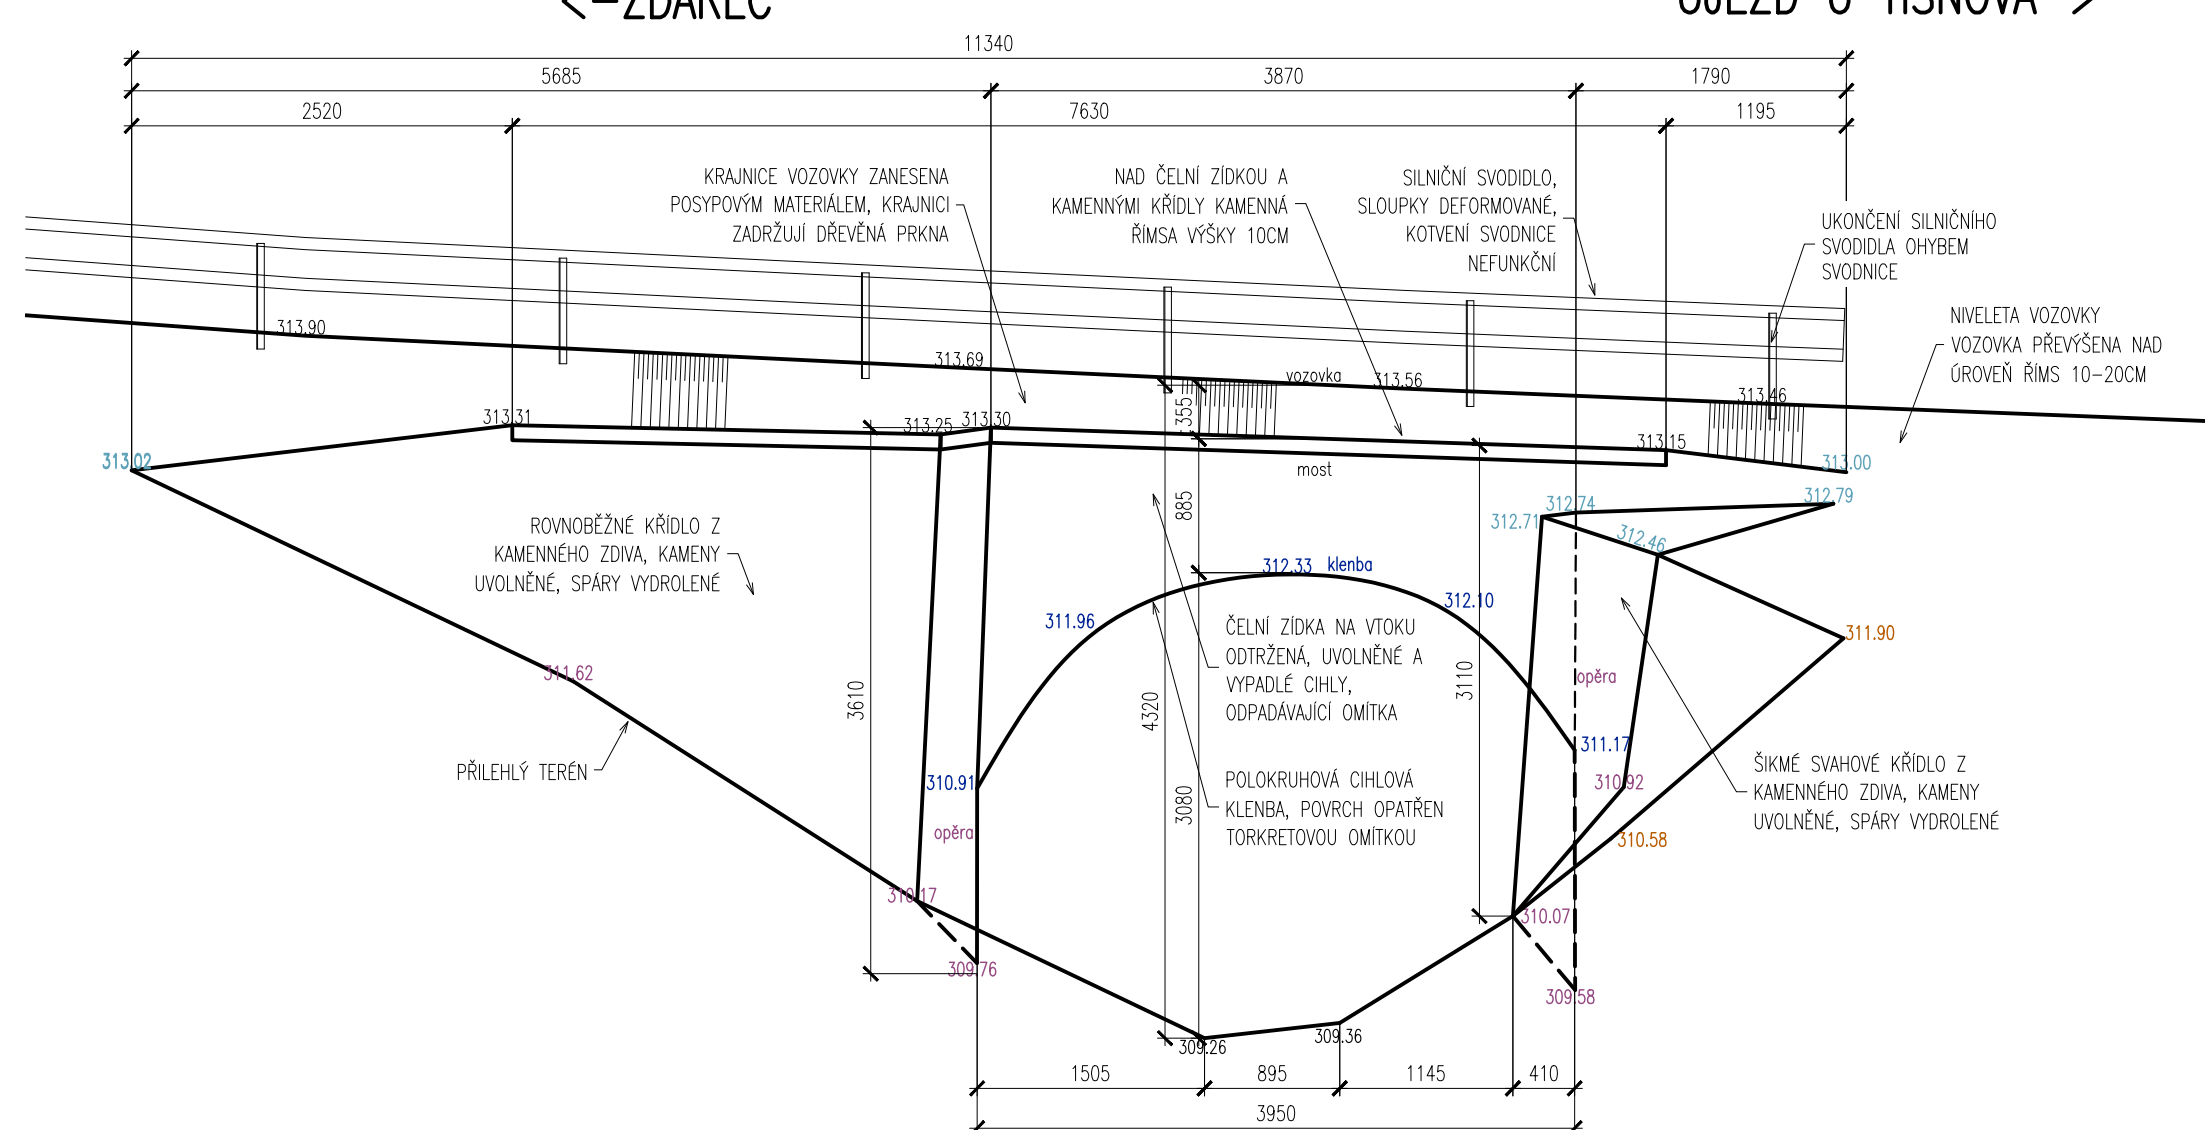 <-ŽĎÁREC
ÚJEZD U TIŠNOVA->
11340
5685
3870
1790
2520
7630
1195
KRAJNICE VOZOVKY ZANESENA
POSYPOVÝM MATERIÁLEM, KRAJNICI
ZADRŽUJÍ DŘEVĚNÁ PRKNA
NAD ČELNÍ ZÍDKOU A
KAMENNÝMI KŘÍDLY KAMENNÁ
ŘÍMSA VÝŠKY 10CM
SILNIČNÍ SVODIDLO,
SLOUPKY DEFORMOVANÉ,
KOTVENÍ SVODNICE
NEFUNKČNÍ
UKONČENÍ SILNIČNÍHO
SVODIDLA OHYBEM
SVODNICE
NIVELETA VOZOVKY
VOZOVKA PŘEVÝŠENA NAD
ÚROVEŇ ŘÍMS 10-20CM
313.90
313.69
vozovka
313.56
313.46
313.31
313.25
313.30
355
313.15
313.02
most
313.00
885
312.74
312.79
312.71
312.46
ROVNOBĚŽNÉ KŘÍDLO Z
KAMENNÉHO ZDIVA, KAMENY
UVOLNĚNÉ, SPÁRY VYDROLENÉ
312.33 klenba
311.96
312.10
ČELNÍ ZÍDKA NA VTOKU
ODTRŽENÁ, UVOLNĚNÉ A
VYPADLÉ CIHLY,
ODPADÁVAJÍCÍ OMÍTKA
311.90
311.62
3610
4320
3110
opěra
311.17
PŘILEHLÝ TERÉN
310.91
310.92
3080
POLOKRUHOVÁ CIHLOVÁ
KLENBA, POVRCH OPATŘEN
TORKRETOVOU OMÍTKOU
ŠIKMÉ SVAHOVÉ KŘÍDLO Z
KAMENNÉHO ZDIVA, KAMENY
UVOLNĚNÉ, SPÁRY VYDROLENÉ
opěra
310.58
310.17
310.07
309.76
309.58
309.26
309.36
1505
895
1145
410
3950